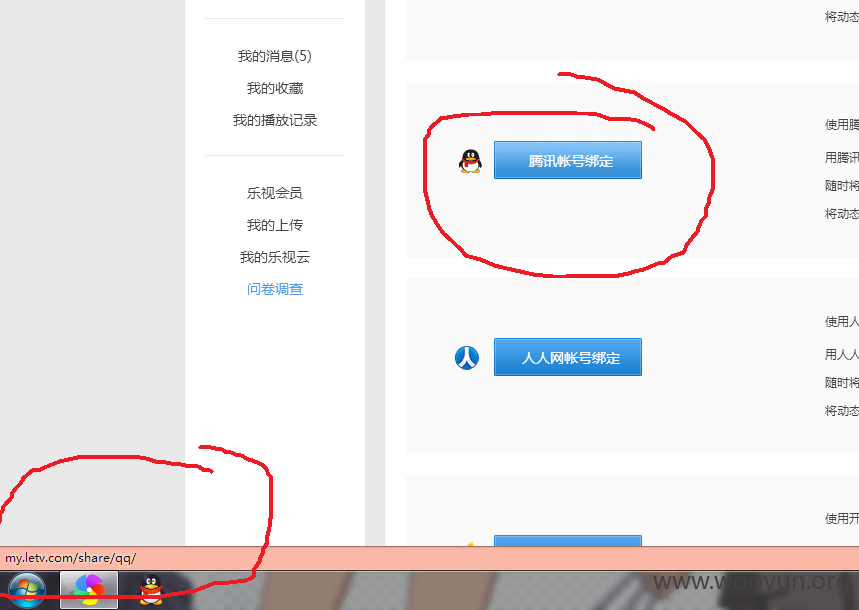 我的消息(5)
我的收藏
我的播放记录
乐视会员
我的上传
我的乐视云
问卷调查
将动态
腾讯帐号绑定
使用腾
用腾讯
随时将
将动态
人人网帐号绑定
使用人
用人人
随时将
将动态
使用开
my.letv.com/share/qq/
www.wooyun.org